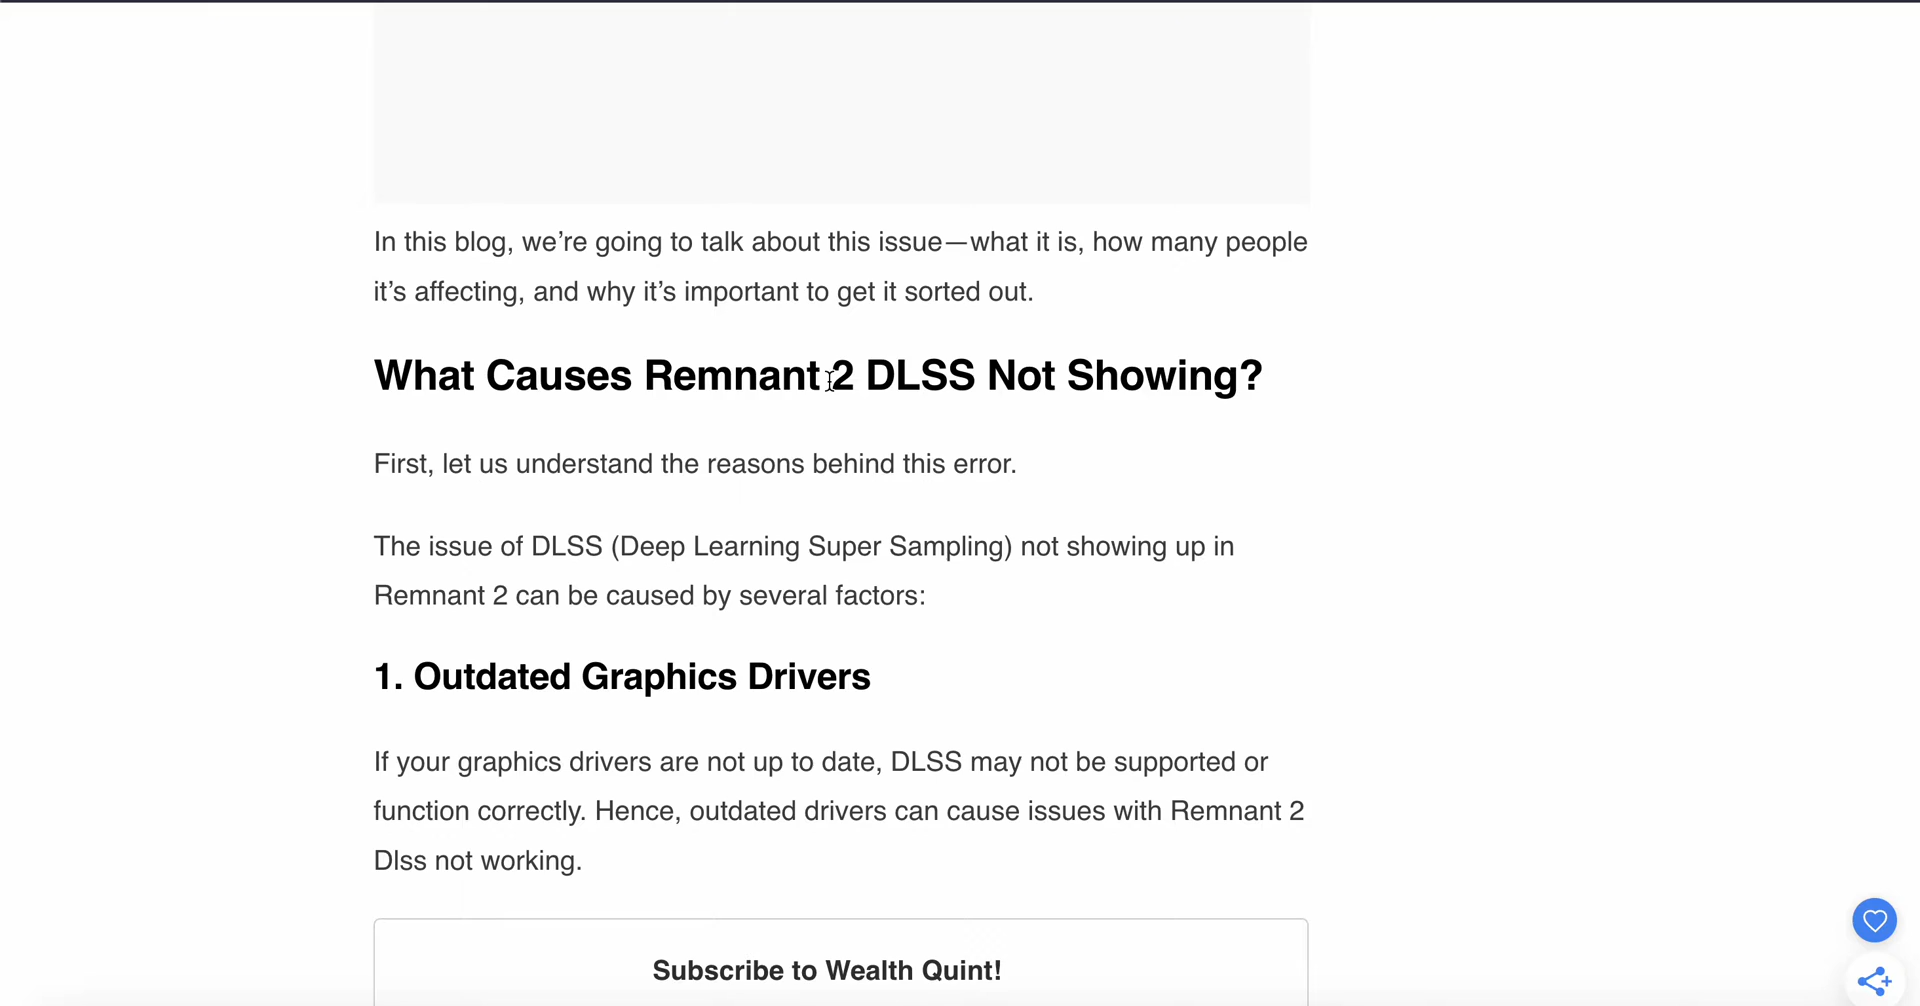 In this blog, we’re going to talk about this issue—what it is, how many people
it’s affecting, and why it’s important to get it sorted out.
What Causes Remnant 2 DLSS Not Showing?
First, let us understand the reasons behind this error.
The issue of DLSS (Deep Learning Super Sampling) not showing up in
Remnant 2 can be caused by several factors:
1. Outdated Graphics Drivers
If your graphics drivers are not up to date, DLSS may not be supported or
function correctly. Hence, outdated drivers can cause issues with Remnant 2
Dlss not working.
Subscribe to Wealth Quint!